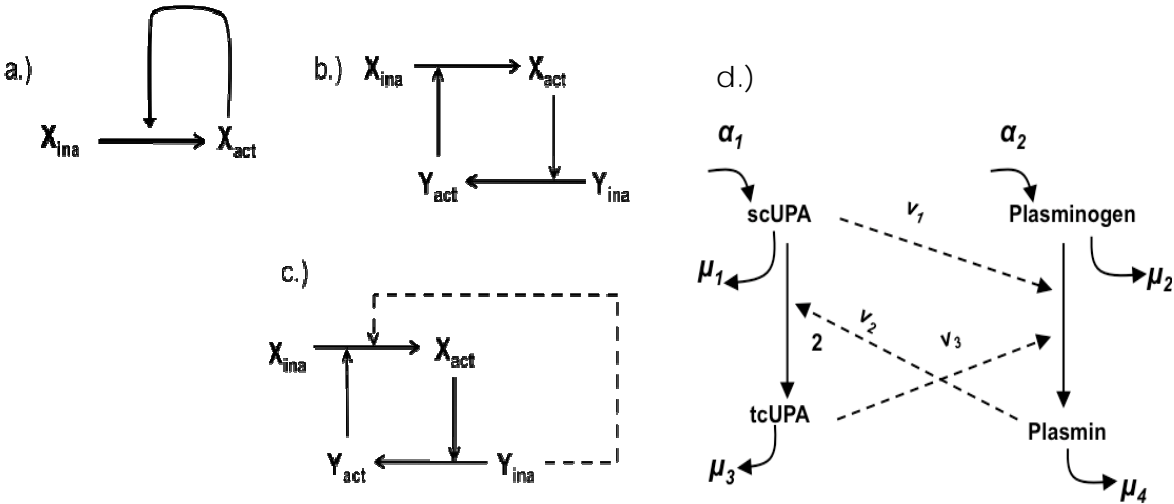 a.)
X_ina X_act
b.)
X_ina X_act
Y_act Y_ina
c.)
X_ina X_act
Y_act Y_ina
d.)
α₁ α₂
scUPA Plasminogen
v₁
μ₁ μ₂
v₂
2
v₃
tcUPA Plasmin
μ₃ μ₄